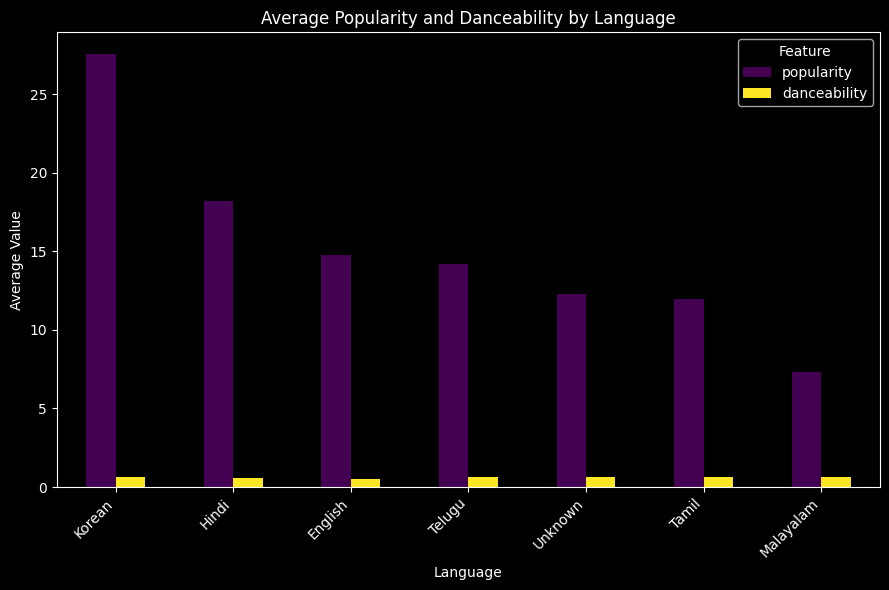 Average Popularity and Danceability by Language
Feature
popularity
danceability
Average Value
25
20
15
10
5
0
Korean
Hindi
English
Telugu
Unknown
Tamil
Malayalam
Language